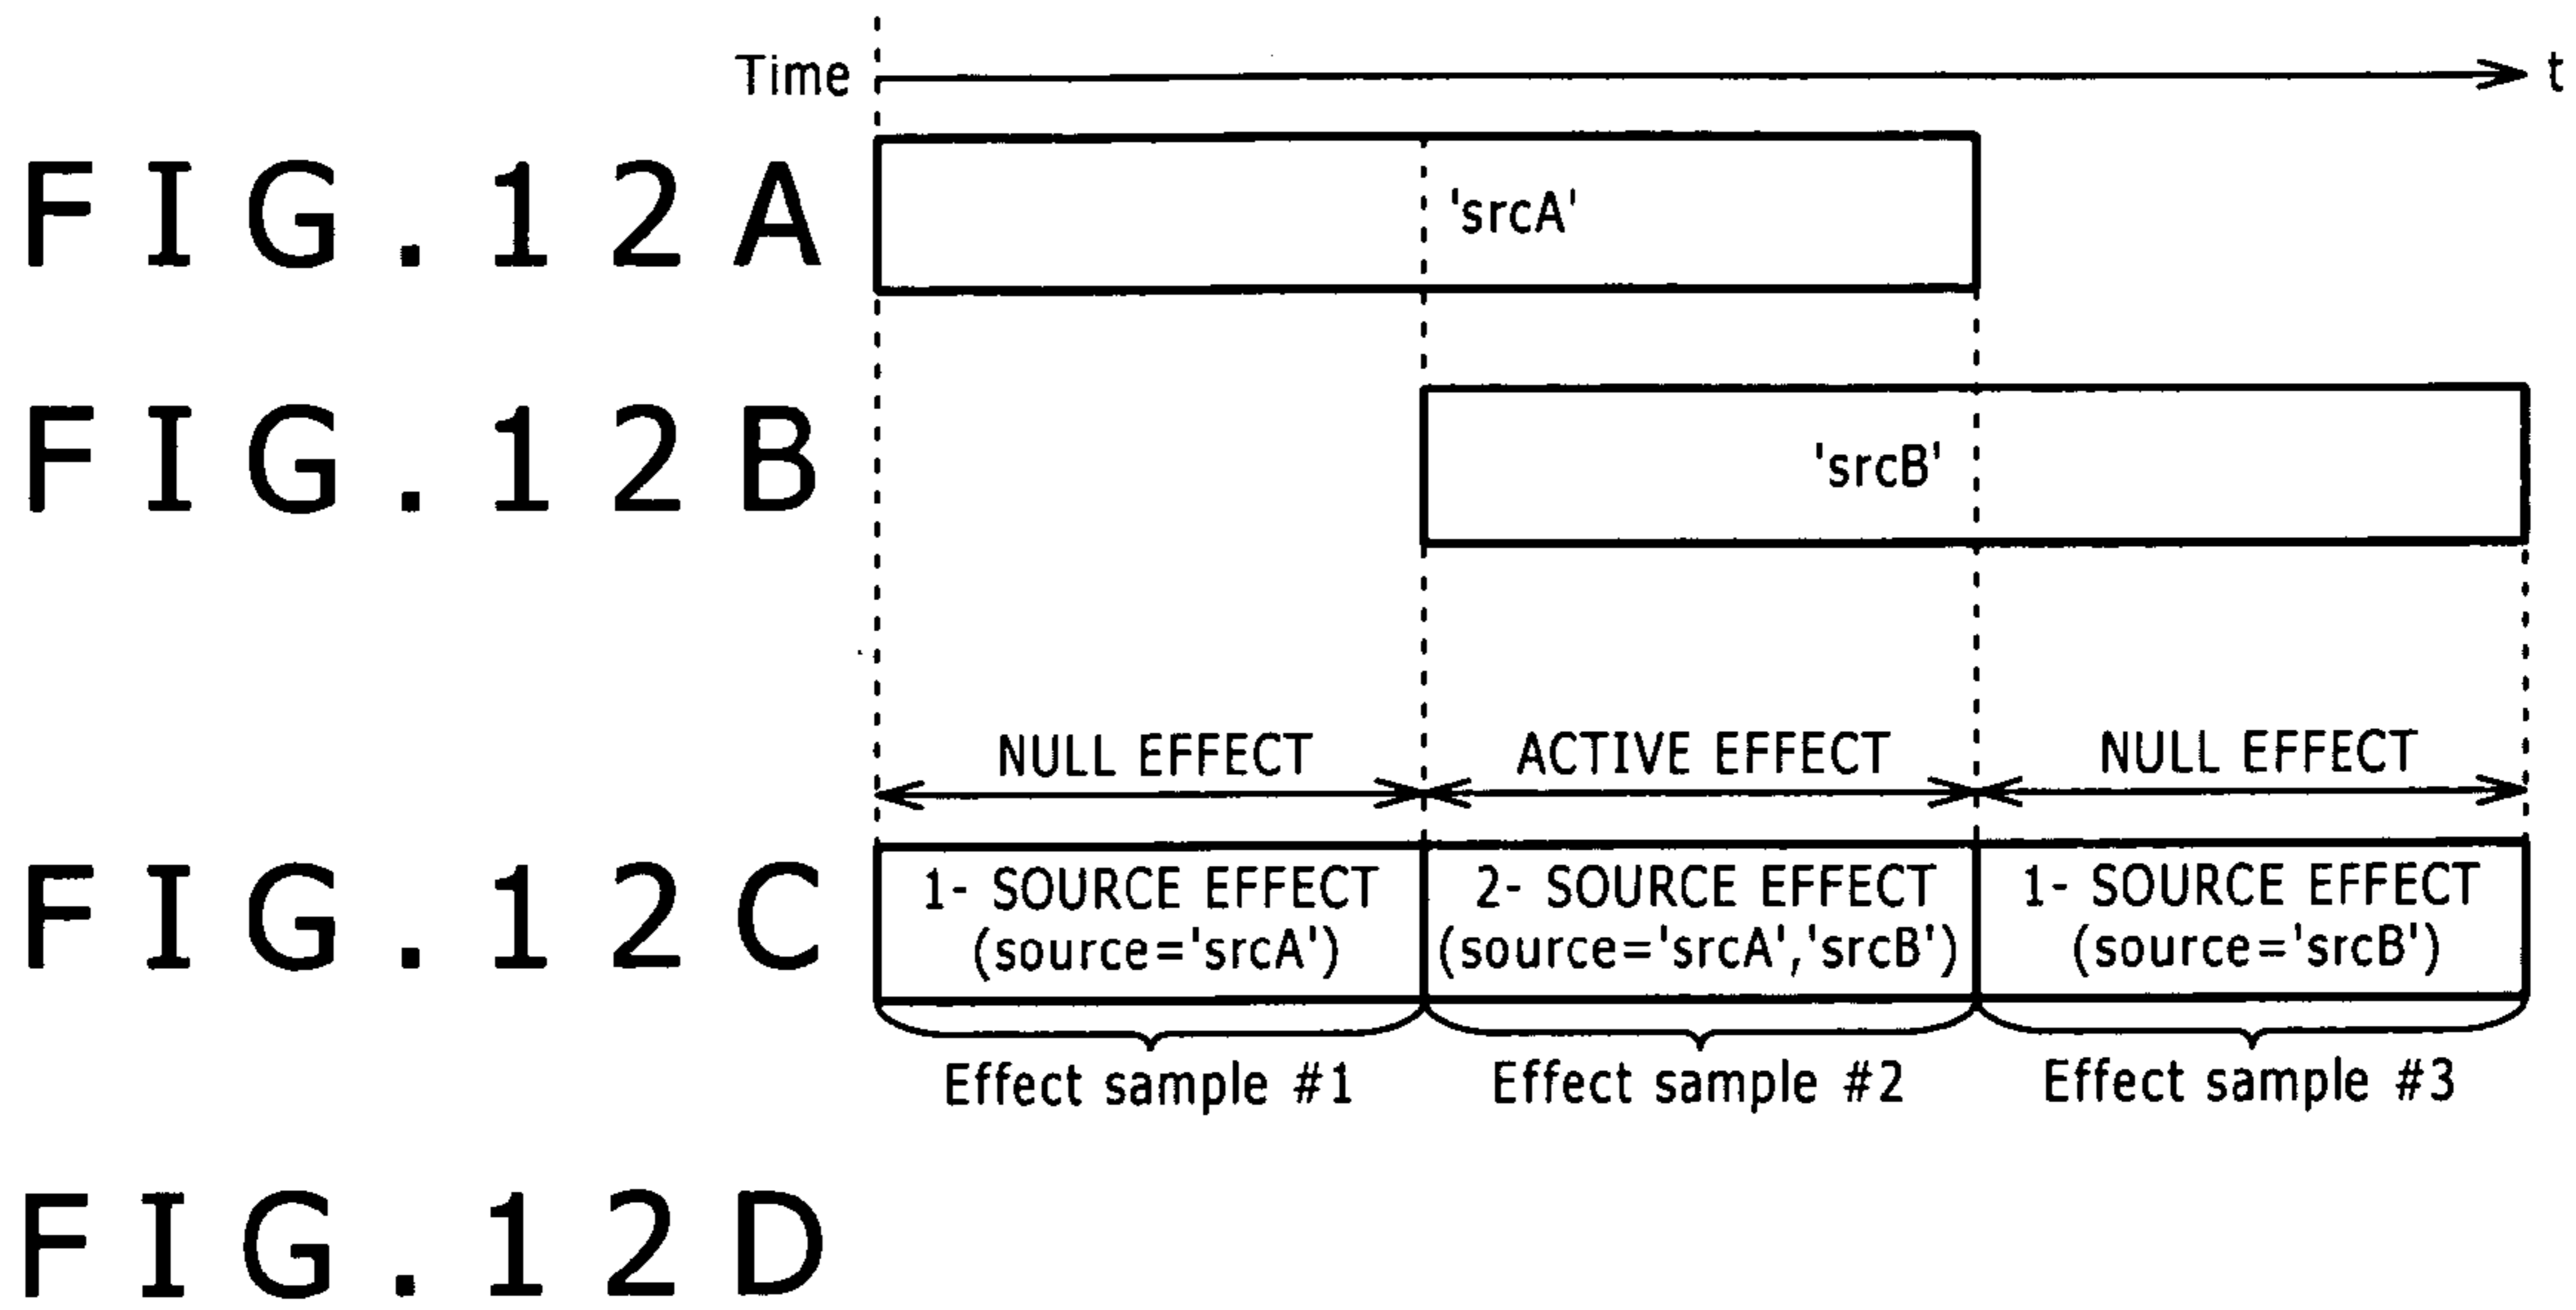 Time t
FIG.12A 'srcA'
FIG.12B 'srcB'
NULL EFFECT ACTIVE EFFECT NULL EFFECT
FIG.12C 1- SOURCE EFFECT 2- SOURCE EFFECT 1- SOURCE EFFECT
(source='srcA') (source='srcA','srcB') (source='srcB')
Effect sample #1 Effect sample #2 Effect sample #3
FIG.12D